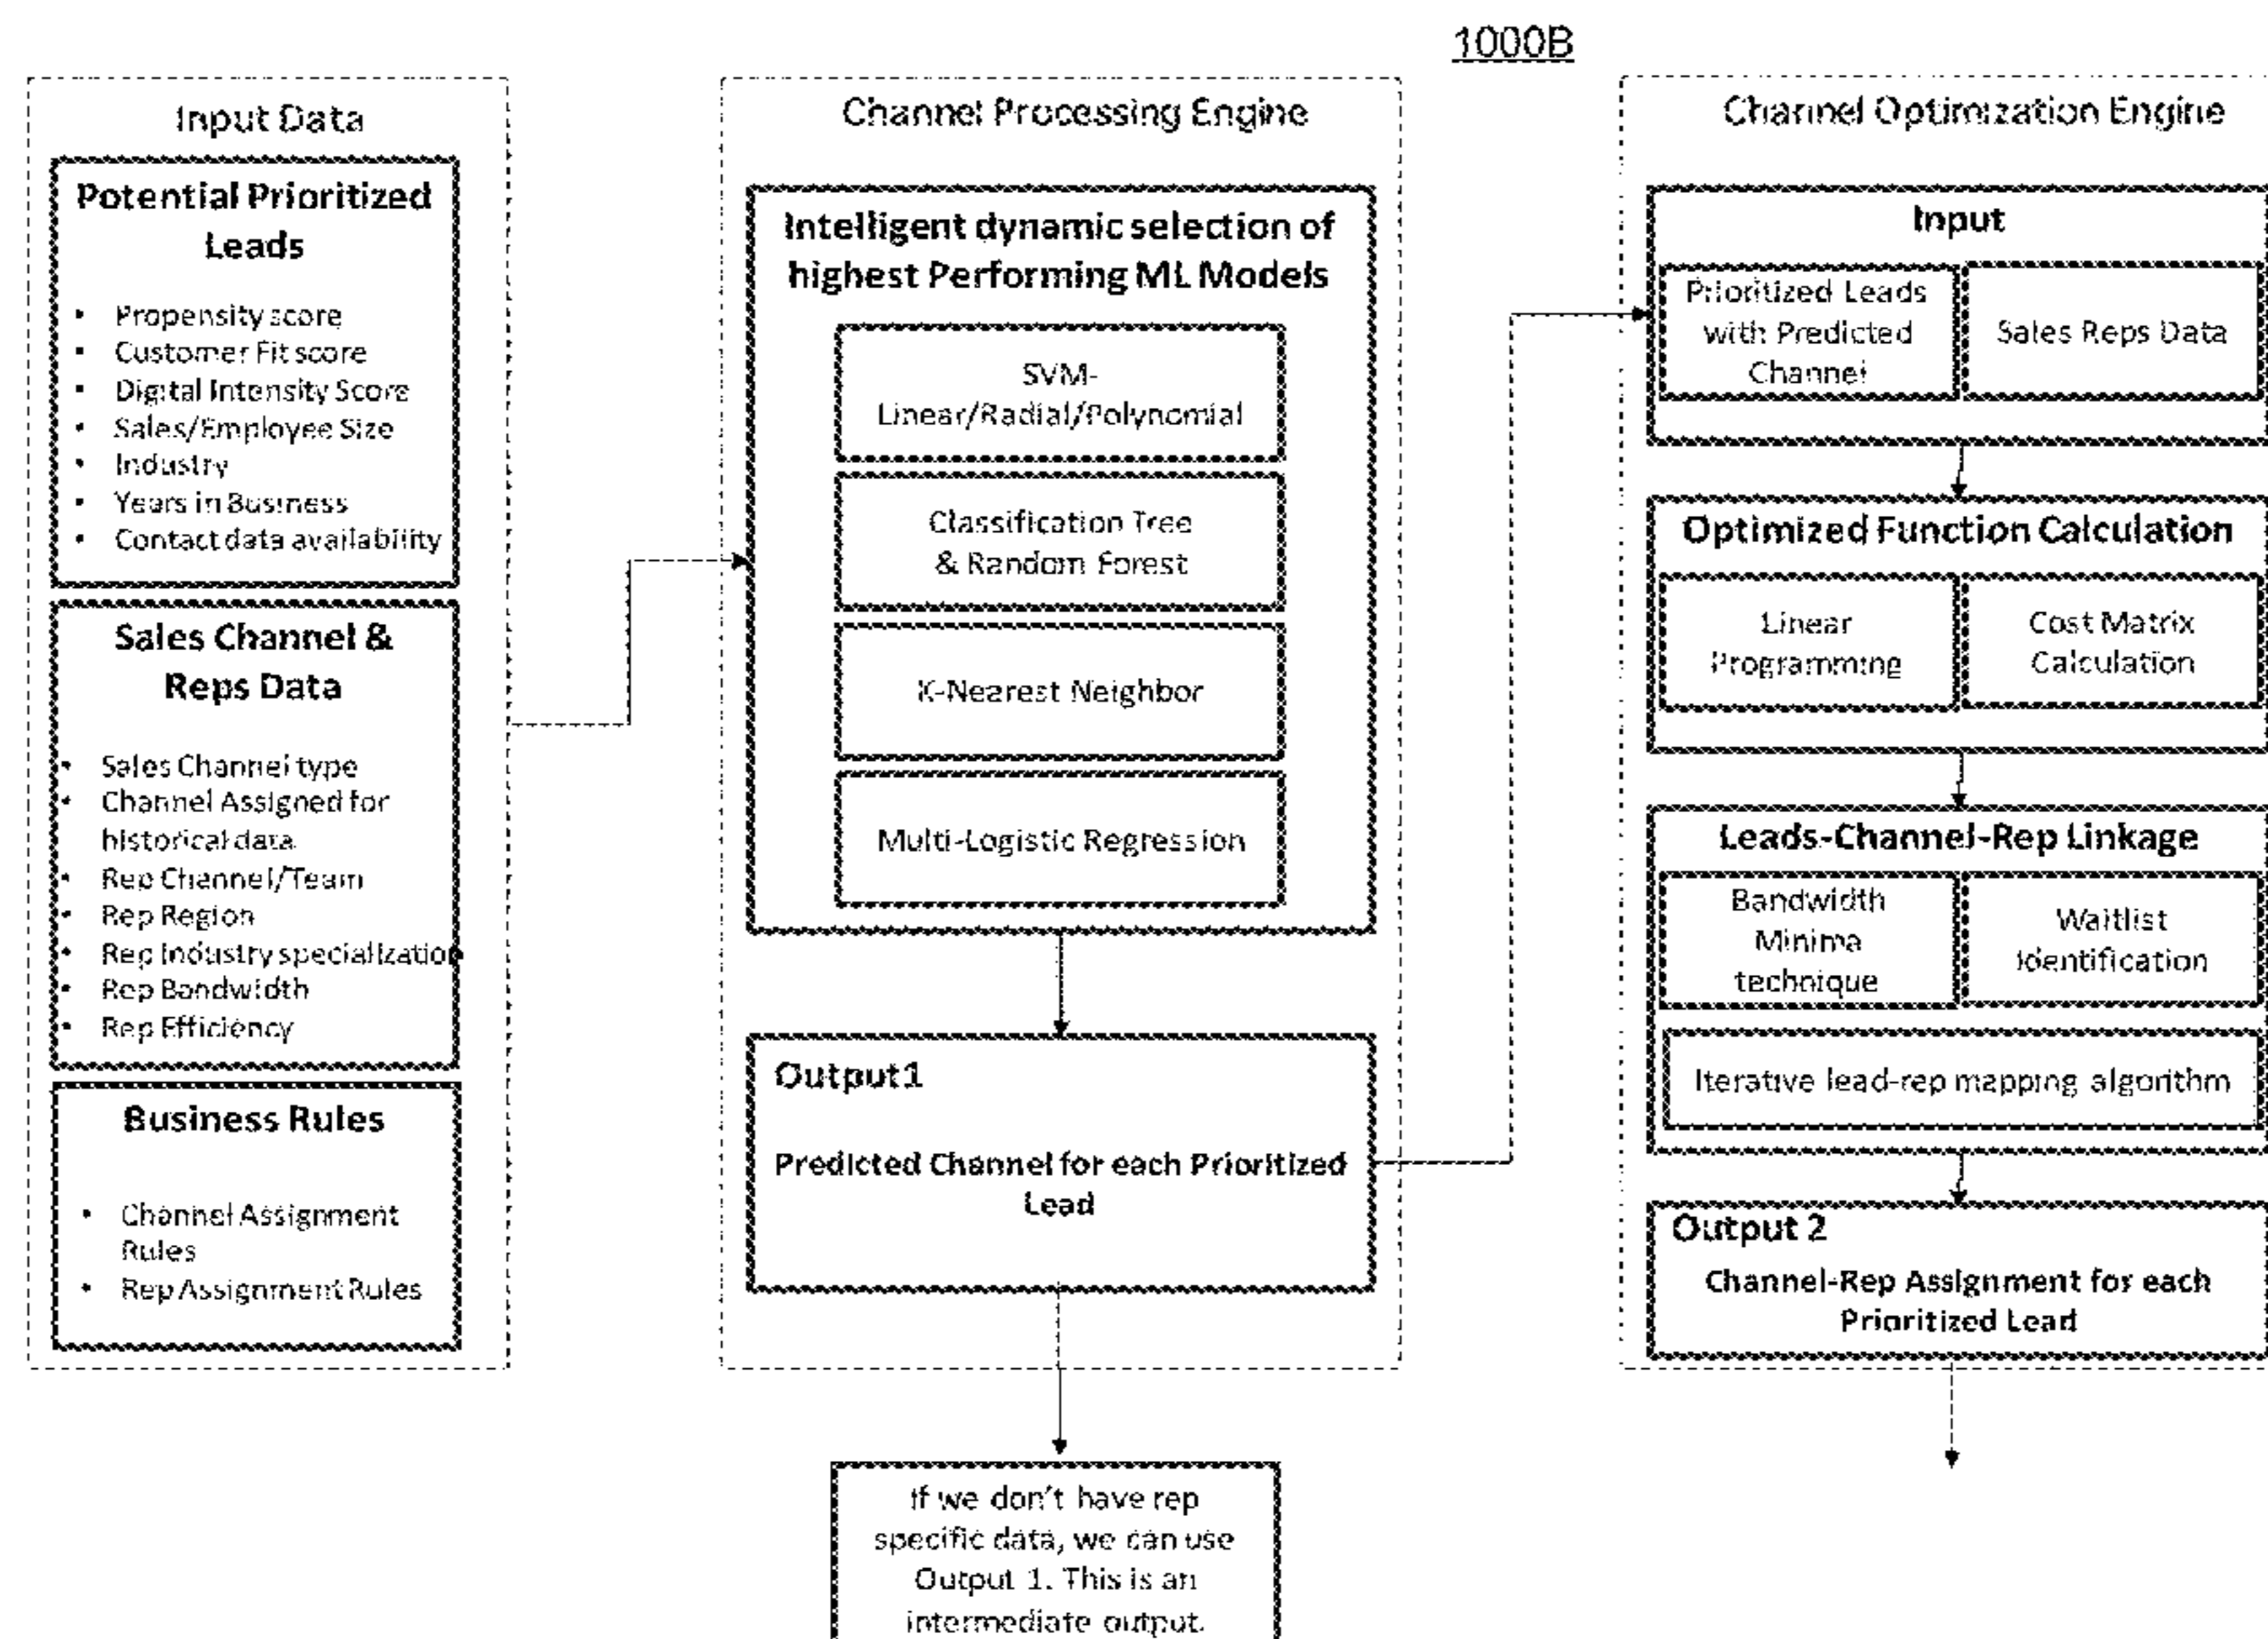 1000B
Input Data
Potential Prioritized
Leads
• Propensity score
• Customer Fit score
• Digital Intensity Score
• Sales/Employee Size
• Industry
• Years in Business
• Contact data availability
Sales Channel &
Reps Data
• Sales Channel type
• Channel Assigned for
historical data
• Rep Channel/Team
• Rep Region
• Rep Industry specialization
• Rep Bandwidth
• Rep Efficiency
Business Rules
• Channel Assignment
Rules
• Rep Assignment Rules
Channel Processing Engine
Intelligent dynamic selection of
highest Performing ML Models
SVM-
Linear/Radial/Polynomial
Classification Tree
& Random Forest
K-Nearest Neighbor
Multi-Logistic Regression
Output1
Predicted Channel for each Prioritized
Lead
If we don't have rep
specific data, we can use
Output 1. This is an
intermediate output.
Channel Optimization Engine
Input
Prioritized Leads
with Predicted
Channel
Sales Reps Data
Optimized Function Calculation
Linear
Programming
Cost Matrix
Calculation
Leads-Channel-Rep Linkage
Bandwidth
Minima
technique
Waitlist
Identification
Iterative lead-rep mapping algorithm
Output 2
Channel-Rep Assignment for each
Prioritized Lead